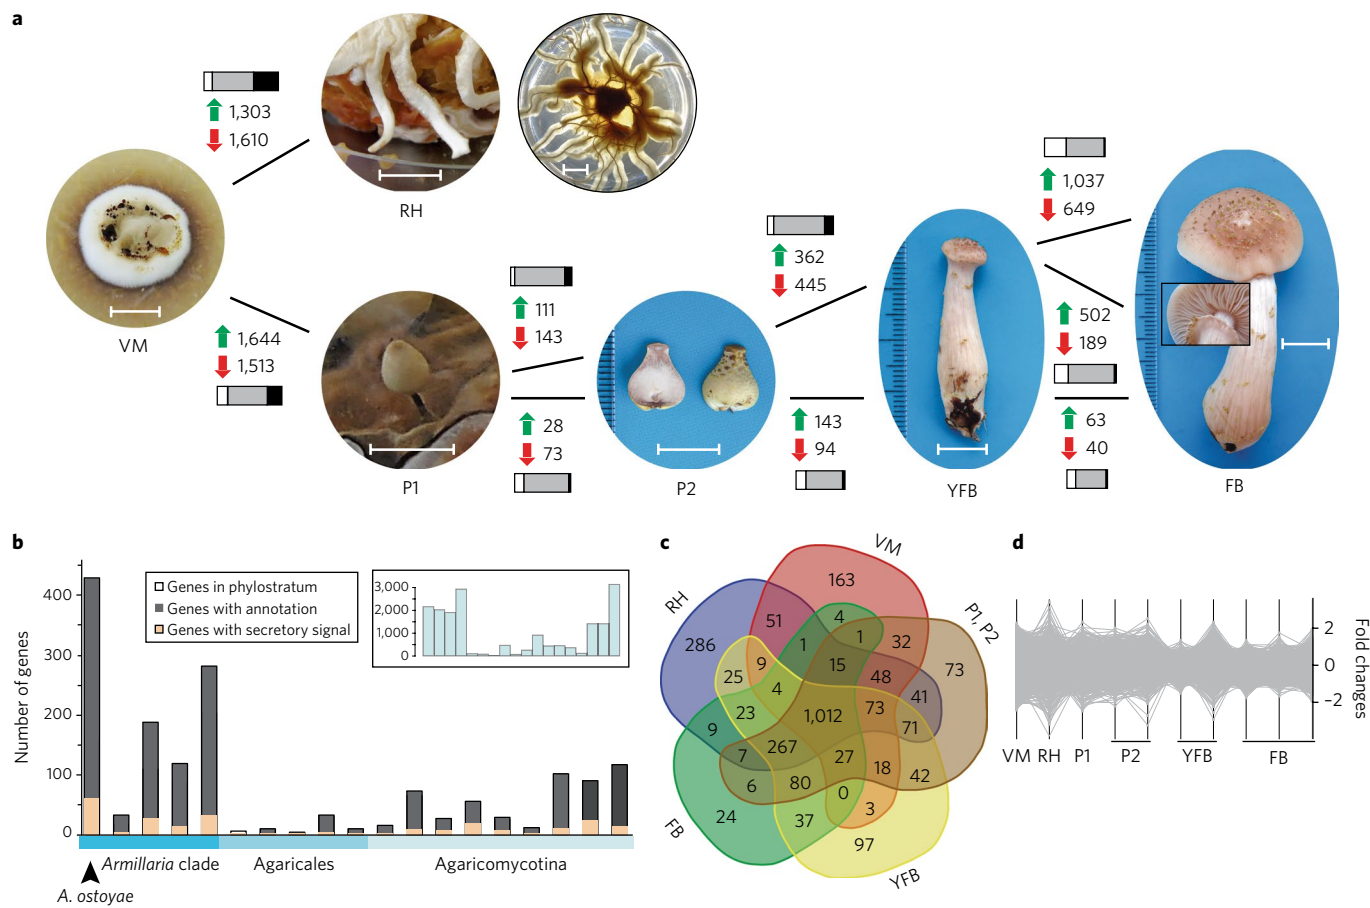 a
1,303
1,610
RH
VM
1,644
1,513
P1
111
143
28
73
P2
362
445
143
94
YFB
1,037
649
502
189
63
40
FB
b
Number of genes
400
300
200
100
0
Genes in phylostratum
Genes with annotation
Genes with secretory signal
3,000
2,000
1,000
0
Armillaria clade
Agaricales
Agaricomycotina
A. ostoyae
c
VM
RH
P1, P2
FB
YFB
163
4
51
1
32
286
1
15
73
9
48
25
4
41
23
1,012
73
71
9
267
7
27
18
42
6
80
0
24
37
3
97
d
2
0
−2
Fold changes
VM RH P1 P2 YFB FB